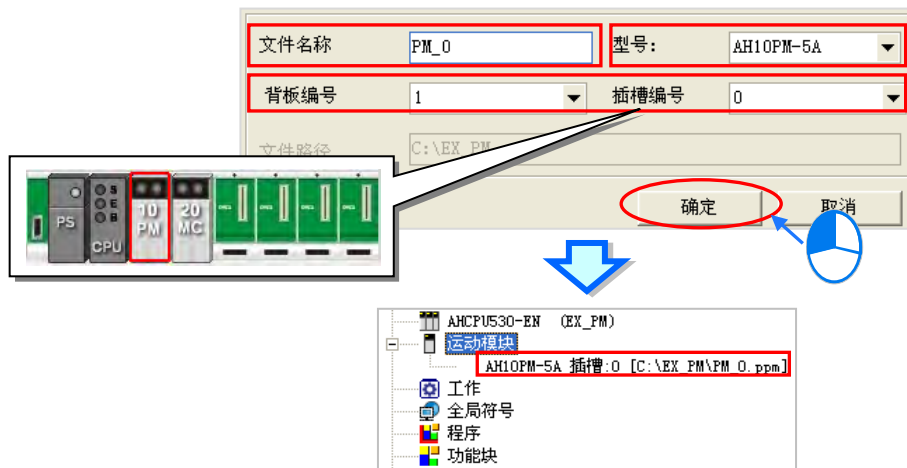 文件名称 PM_0 型号: AH10PM-5A
背板编号 1 插槽编号 0
文件路径 C:\EX_PM
PS CPU S E B 10 PM 20 MC
确定 取消
AHCPU530-EN (EX_PM)
运动模块
AH10PM-5A 插槽:0 [C:\EX_PM\PM_0.ppm]
工作
全局符号
程序
功能块